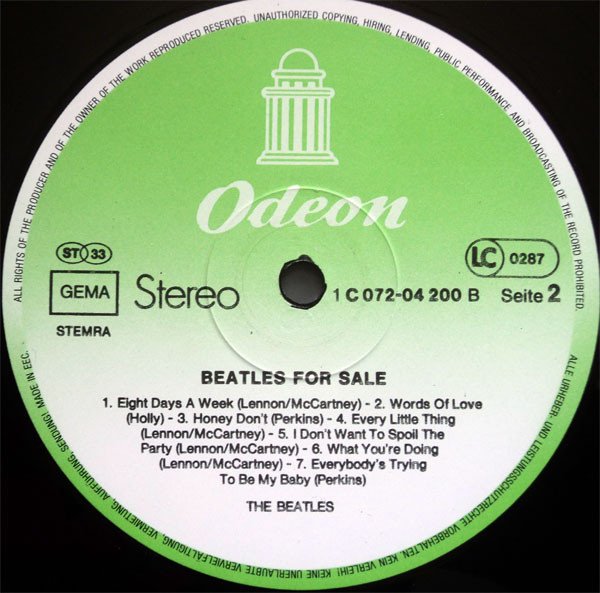 ALL RIGHTS OF THE PRODUCER AND OF THE OWNER OF THE WORK REPRODUCED RESERVED. UNAUTHORIZED COPYING, HIRING, LENDING, PUBLIC PERFORMANCE AND BROADCASTING OF THE RECORD PROHIBITED.
Odeon
ST 33
GEMA
STEMRA
Stereo
1 C 072-04 200 B
LC 0287
Seite 2
BEATLES FOR SALE
1. Eight Days A Week (Lennon/McCartney) - 2. Words Of Love
(Holly) - 3. Honey Don't (Perkins) - 4. Every Little Thing
(Lennon/McCartney) - 5. I Don't Want To Spoil The
Party (Lennon/McCartney) - 6. What You're Doing
(Lennon/McCartney) - 7. Everybody's Trying
To Be My Baby (Perkins)
THE BEATLES
ALLE URHEBER- UND LEISTUNGSSCHUTZRECHTE VORBEHALTEN. KEIN VERLEIH! KEINE UNERLAUBTE VERVIELFÄLTIGUNG, VERMIETUNG, AUFFÜHRUNG, SENDUNG! MADE IN EEC.